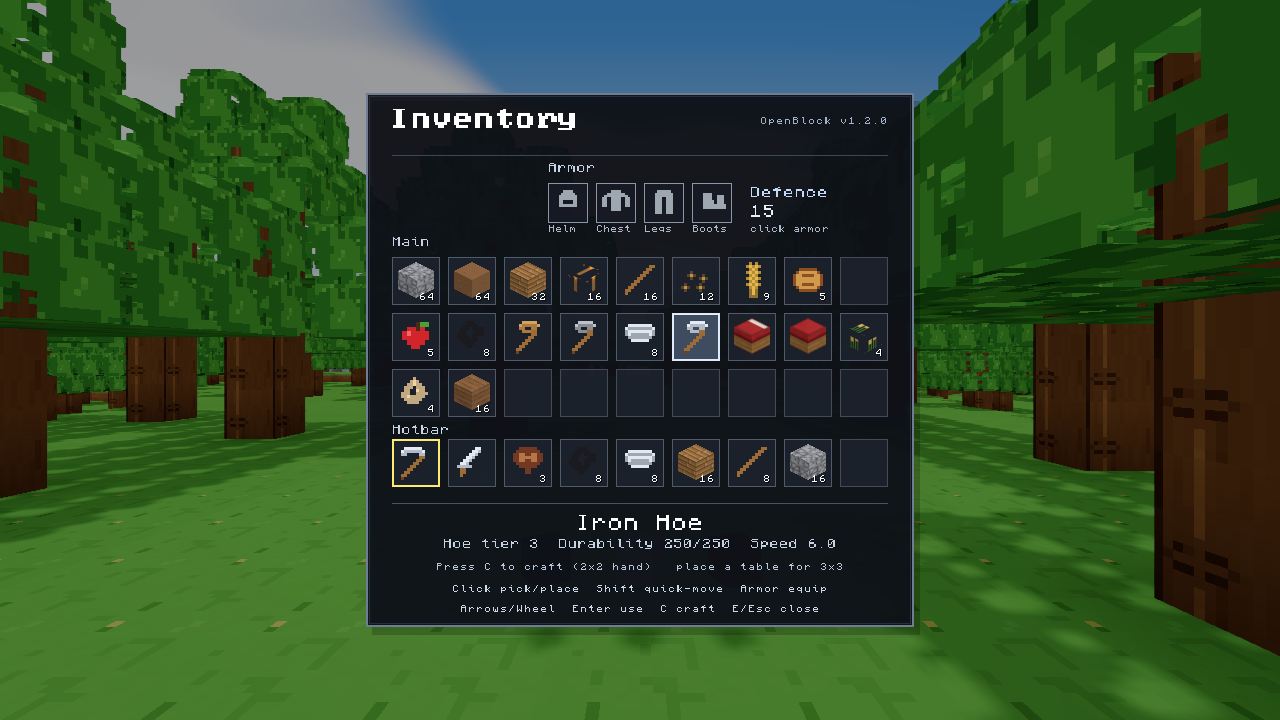 Inventory
OpenBlock v1.2.0
Armor
Helm Chest Legs Boots
Defence
15
click armor
Main
64 64 32 16 16 12 9 5
5 8 8 4
4 16
Hotbar
3 8 8 16 8 16
Iron Hoe
Hoe tier 3 Durability 250/250 Speed 6.0
Press C to craft (2x2 hand) place a table for 3x3
Click pick/place Shift quick-move Armor equip
Arrows/Wheel Enter use C craft E/Esc close